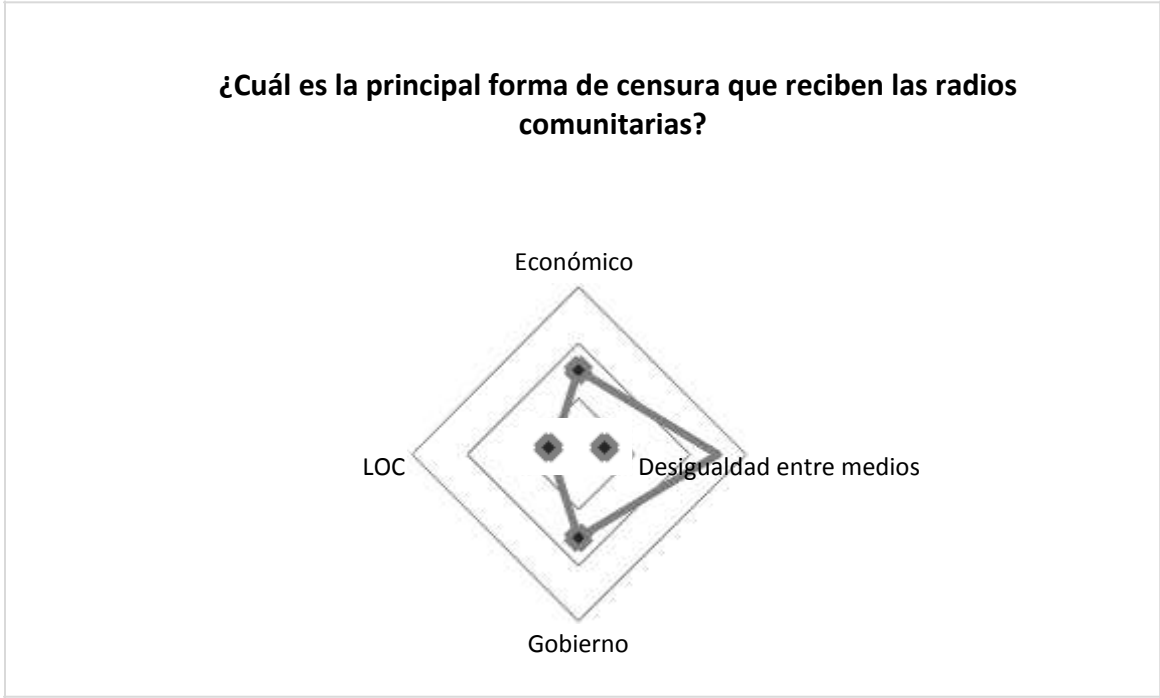 ¿Cuál es la principal forma de censura que reciben las radios
comunitarias?
Económico
LOC
Desigualdad entre medios
Gobierno